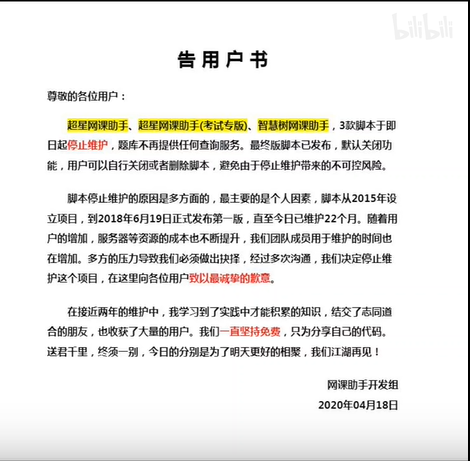 bilibili
告用户书
尊敬的各位用户：
超星网课助手、超星网课助手(考试专版)、智慧树网课助手，3款脚本于即
日起停止维护，题库不再提供任何查询服务。最终版脚本已发布，默认关闭功
能，用户可以自行关闭或者删除脚本，避免由于停止维护带来的不可控风险。
脚本停止维护的原因是多方面的，最主要的是个人因素，脚本从2015年设
立项目，到2018年6月19日正式发布第一版，直至今日已维护22个月。随着用
户的增加，服务器等资源的成本也不断提升，我们团队成员用于维护的时间也
在增加。多方的压力导致我们必须做出抉择，经过多次沟通，我们决定停止维
护这个项目，在这里向各位用户致以最诚挚的歉意。
在接近两年的维护中，我学习到了实践中才能积累的知识，结交了志同道
合的朋友，也收获了大量的用户。我们一直坚持免费，只为分享自己的代码。
送君千里，终须一别，今日的分别是为了明天更好的相聚，我们江湖再见！
网课助手开发组
2020年04月18日